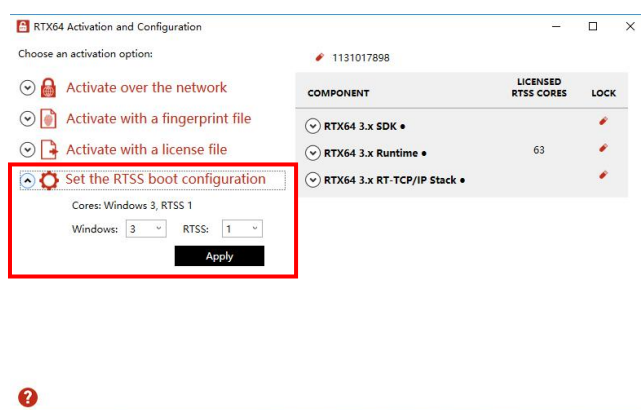 RTX64 Activation and Configuration
Choose an activation option:
Activate over the network
Activate with a fingerprint file
Activate with a license file
Set the RTSS boot configuration
Cores: Windows 3, RTSS 1
Windows: 3 RTSS: 1
Apply
1131017898
COMPONENT LICENSED RTSS CORES LOCK
RTX64 3.x SDK •
RTX64 3.x Runtime • 63
RTX64 3.x RT-TCP/IP Stack •
?